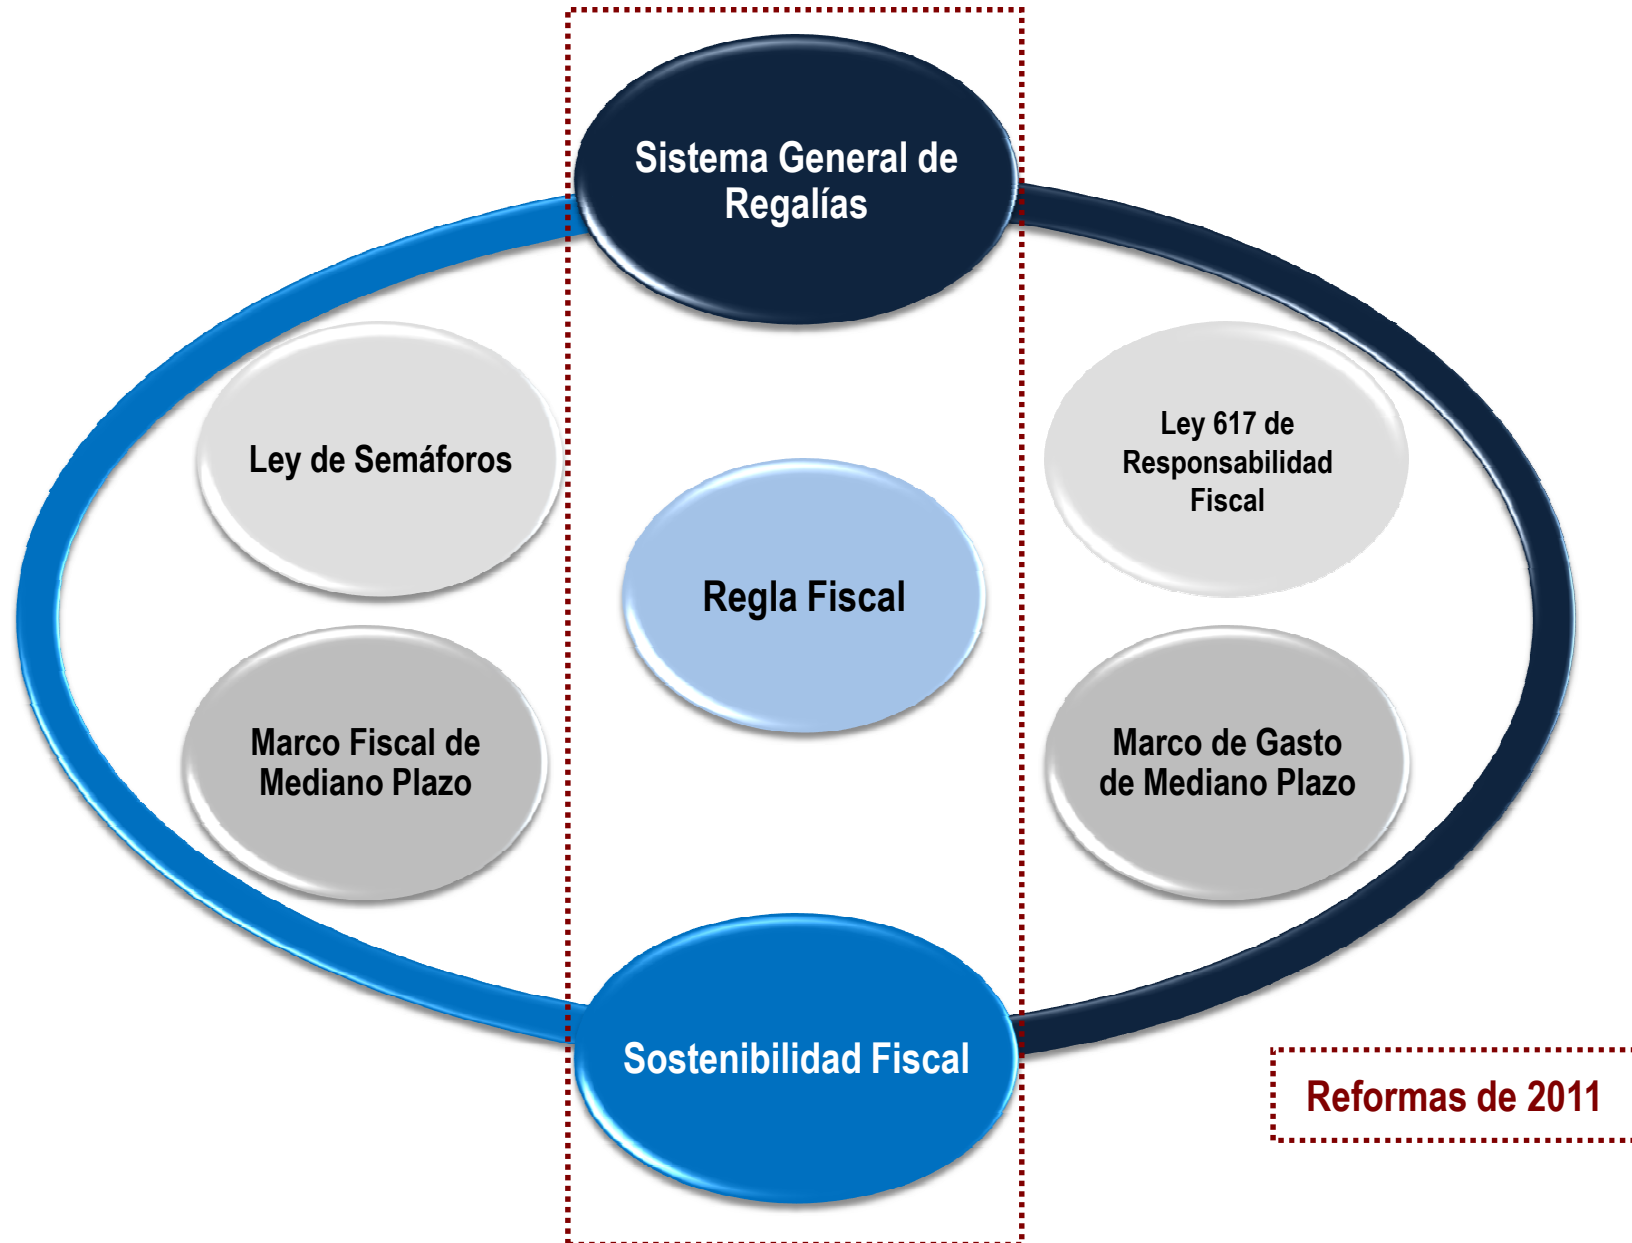 Sistema General de
Regalías
Ley de Semáforos
Ley 617 de
Responsabilidad
Fiscal
Regla Fiscal
Marco Fiscal de
Mediano Plazo
Marco de Gasto
de Mediano Plazo
Sostenibilidad Fiscal
Reformas de 2011